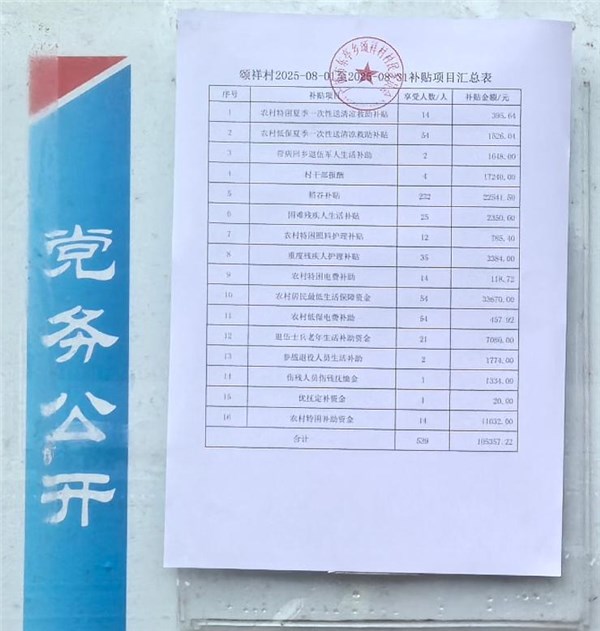 党务公开
乡颂祥村村民委员会
颂祥村2025-08-01至2025-08-31补贴项目汇总表
序号 补贴项目 享受人数/人 补贴金额/元
1 农村特困夏季一次性送清凉救助补贴 14 395.64
2 农村低保夏季一次性送清凉救助补贴 54 1526.04
3 带病回乡退伍军人生活补助 2 1648.00
4 村干部报酬 4 17240.00
5 稻谷补贴 232 22541.50
6 困难残疾人生活补贴 25 2350.00
7 农村特困照料护理补贴 12 785.40
8 重度残疾人护理补贴 35 3384.00
9 农村特困电费补助 14 118.72
10 农村居民最低生活保障资金 54 33670.00
11 农村低保电费补助 54 457.92
12 退伍士兵老年生活补助资金 21 7080.00
13 参战退役人员生活补助 2 1774.00
14 伤残人员伤残抚恤金 1 1334.00
15 优抚定补资金 1 20.00
16 农村特困补助资金 14 11032.00
合计 539 105357.22